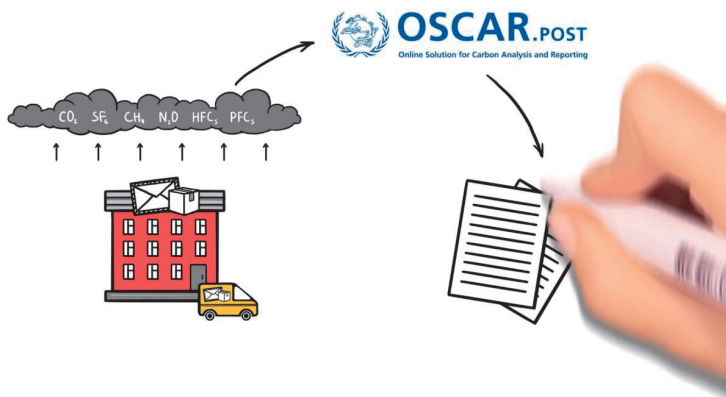 OSCAR.POST
Online Solution for Carbon Analysis and Reporting
CO₂ SF₆ CH₄ N₂O HFCₛ PFCₛ